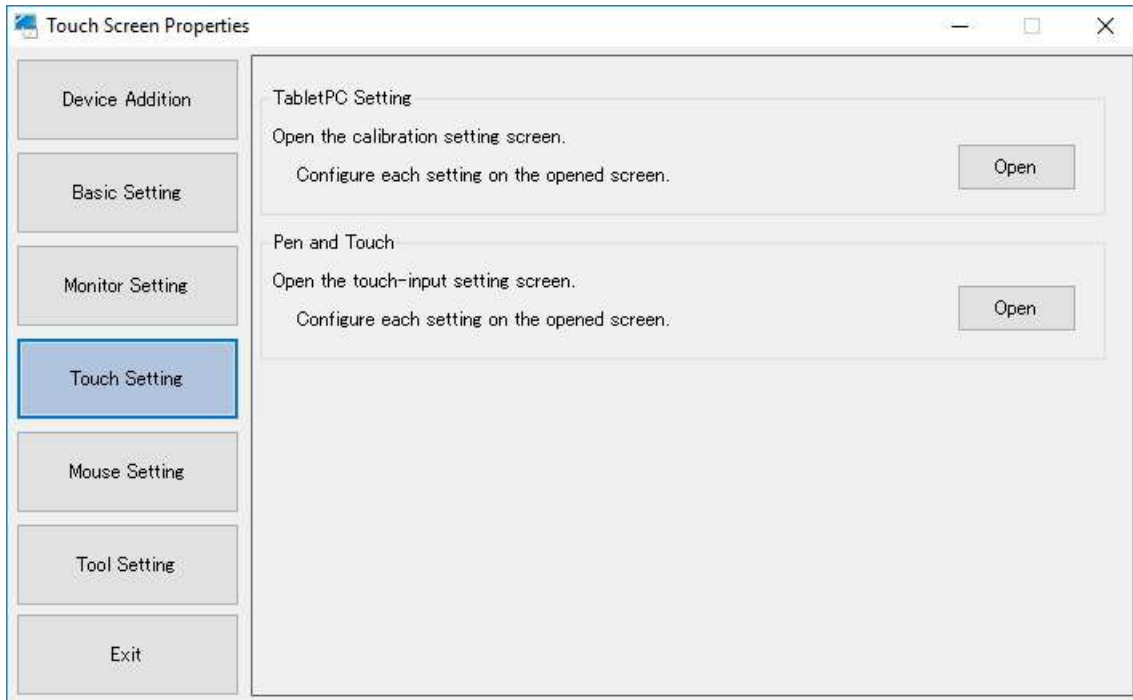 Touch Screen Properties
Device Addition
Basic Setting
Monitor Setting
Touch Setting
Mouse Setting
Tool Setting
Exit
TabletPC Setting
Open the calibration setting screen.
Configure each setting on the opened screen.
Open
Pen and Touch
Open the touch-input setting screen.
Configure each setting on the opened screen.
Open